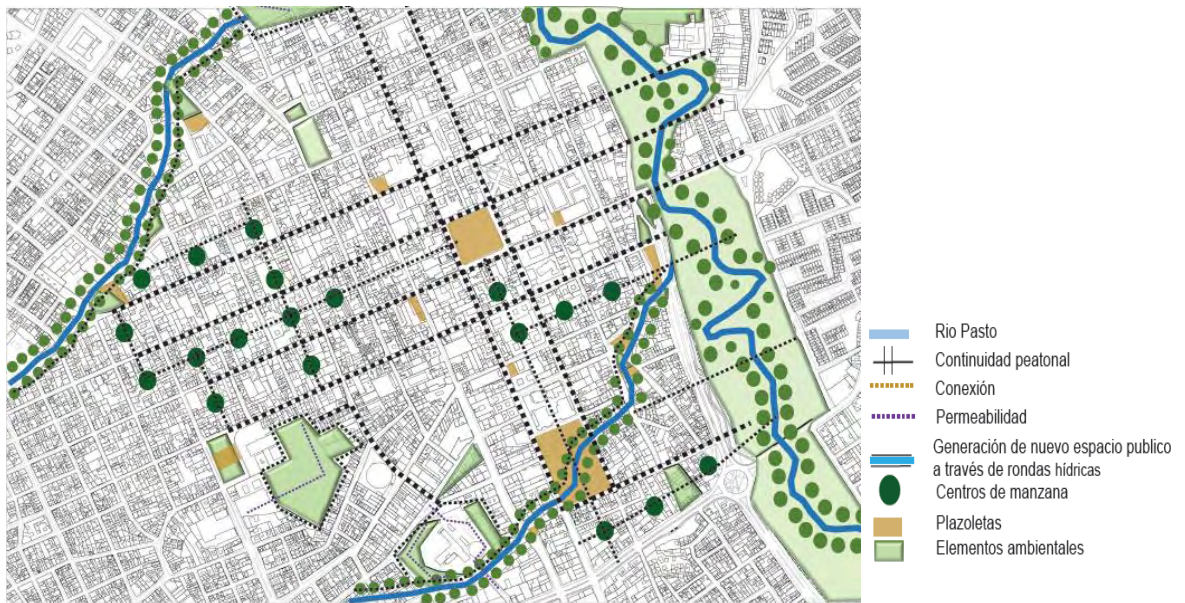 Rio Pasto
Continuidad peatonal
Conexión
Permeabilidad
Generación de nuevo espacio publico
a través de rondas hídricas
Centros de manzana
Plazoletas
Elementos ambientales